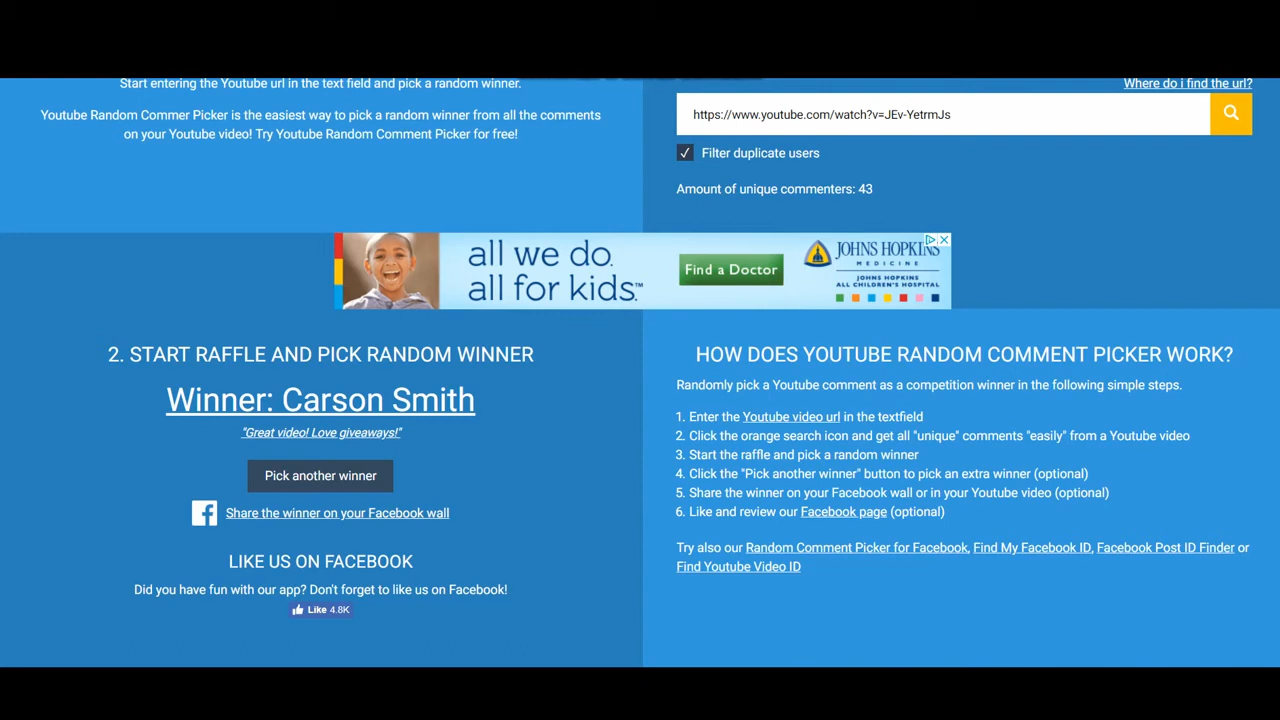 Start entering the Youtube url in the text field and pick a random winner.
Youtube Random Commer Picker is the easiest way to pick a random winner from all the comments
on your Youtube video! Try Youtube Random Comment Picker for free!
Where do i find the url?
https://www.youtube.com/watch?v=JEv-YetrmJs
Filter duplicate users
Amount of unique commenters: 43
all we do.
all for kids.™
Find a Doctor
JOHNS HOPKINS
MEDICINE
JOHNS HOPKINS
ALL CHILDREN'S HOSPITAL
2. START RAFFLE AND PICK RANDOM WINNER
Winner: Carson Smith
"Great video! Love giveaways!"
Pick another winner
Share the winner on your Facebook wall
LIKE US ON FACEBOOK
Did you have fun with our app? Don't forget to like us on Facebook!
Like 4.8K
HOW DOES YOUTUBE RANDOM COMMENT PICKER WORK?
Randomly pick a Youtube comment as a competition winner in the following simple steps.
1. Enter the Youtube video url in the textfield
2. Click the orange search icon and get all "unique" comments "easily" from a Youtube video
3. Start the raffle and pick a random winner
4. Click the "Pick another winner" button to pick an extra winner (optional)
5. Share the winner on your Facebook wall or in your Youtube video (optional)
6. Like and review our Facebook page (optional)
Try also our Random Comment Picker for Facebook, Find My Facebook ID, Facebook Post ID Finder or
Find Youtube Video ID